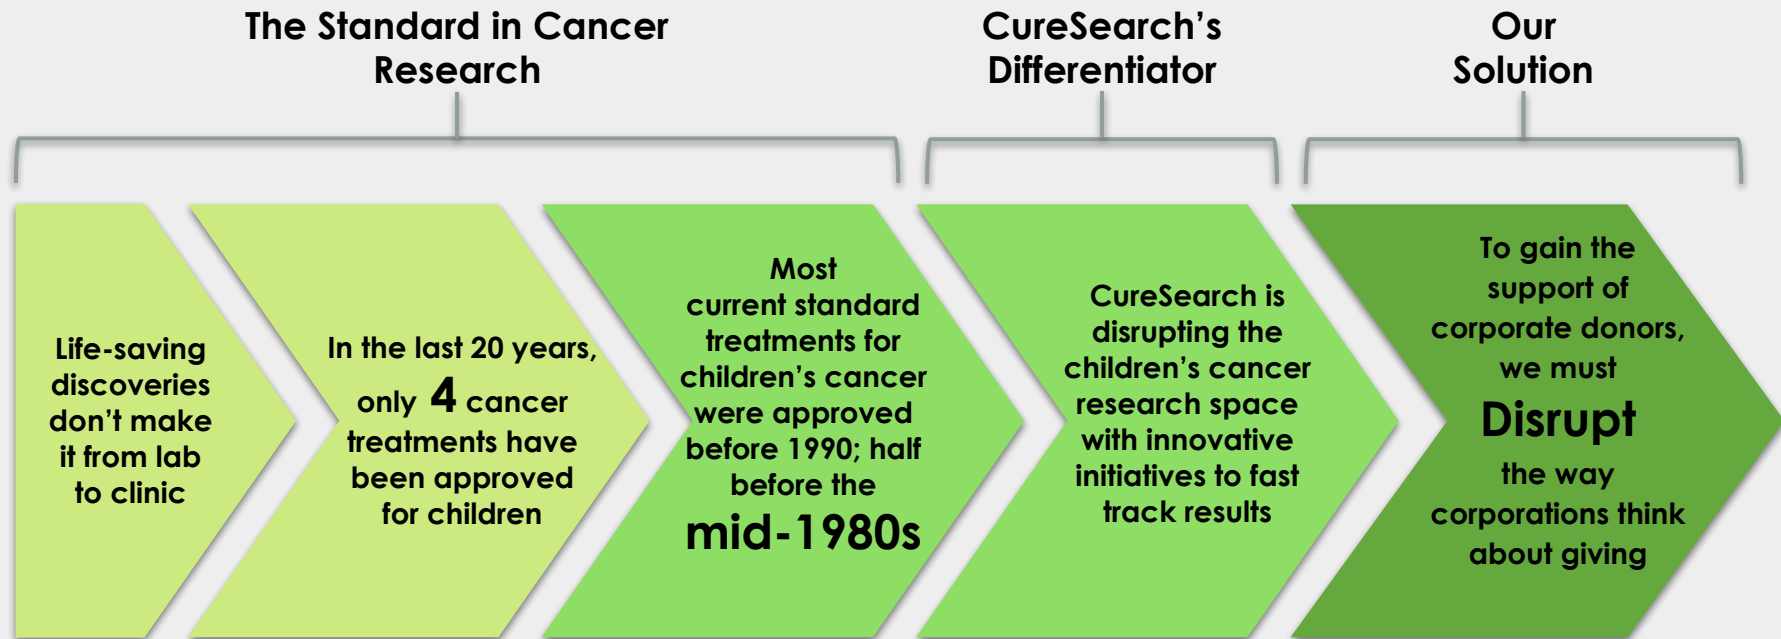 The Standard in Cancer
Research
CureSearch’s
Differentiator
Our
Solution
Life-saving
discoveries
don’t make
it from lab
to clinic
In the last 20 years,
only 4 cancer
treatments have
been approved
for children
Most
current standard
treatments for
children’s cancer
were approved
before 1990; half
before the
mid-1980s
CureSearch is
disrupting the
children’s cancer
research space
with innovative
initiatives to fast
track results
To gain the
support of
corporate donors,
we must
Disrupt
the way
corporations think
about giving